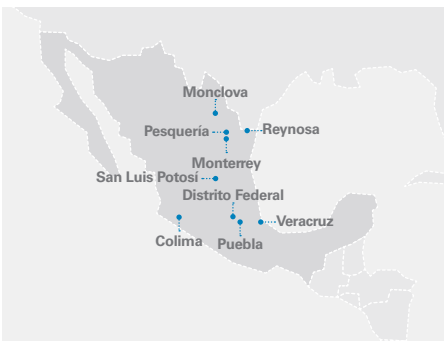 Monclova
Pesquería
Reynosa
Monterrey
San Luis Potosí
Distrito Federal
Veracruz
Colima
Puebla